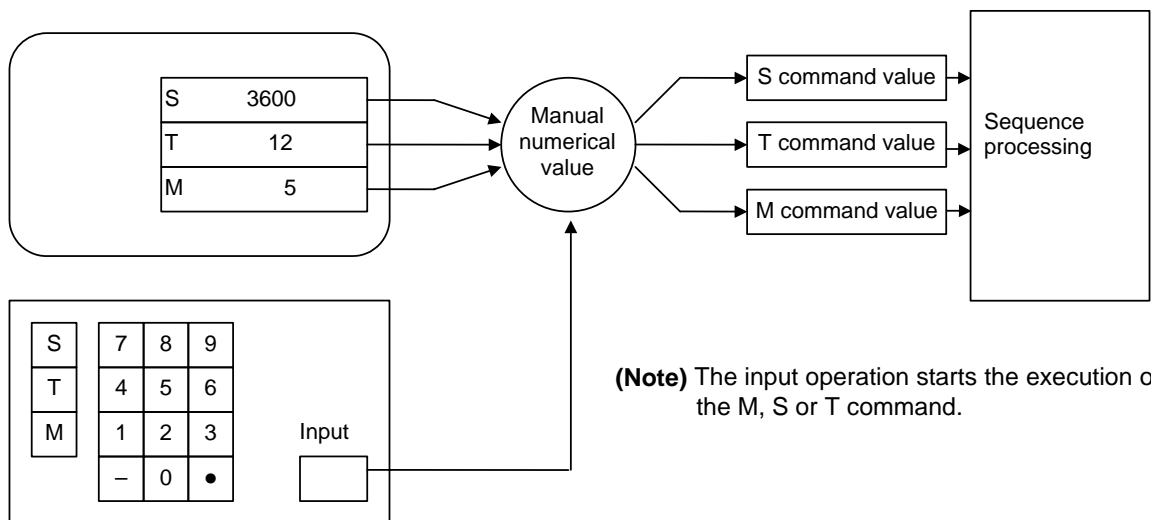 S 3600
T 12
M 5
Manual
numerical
value
S command value
T command value
M command value
Sequence
processing
S 7 8 9
T 4 5 6
M 1 2 3
Input
– 0 ●
(Note) The input operation starts the execution o
the M, S or T command.